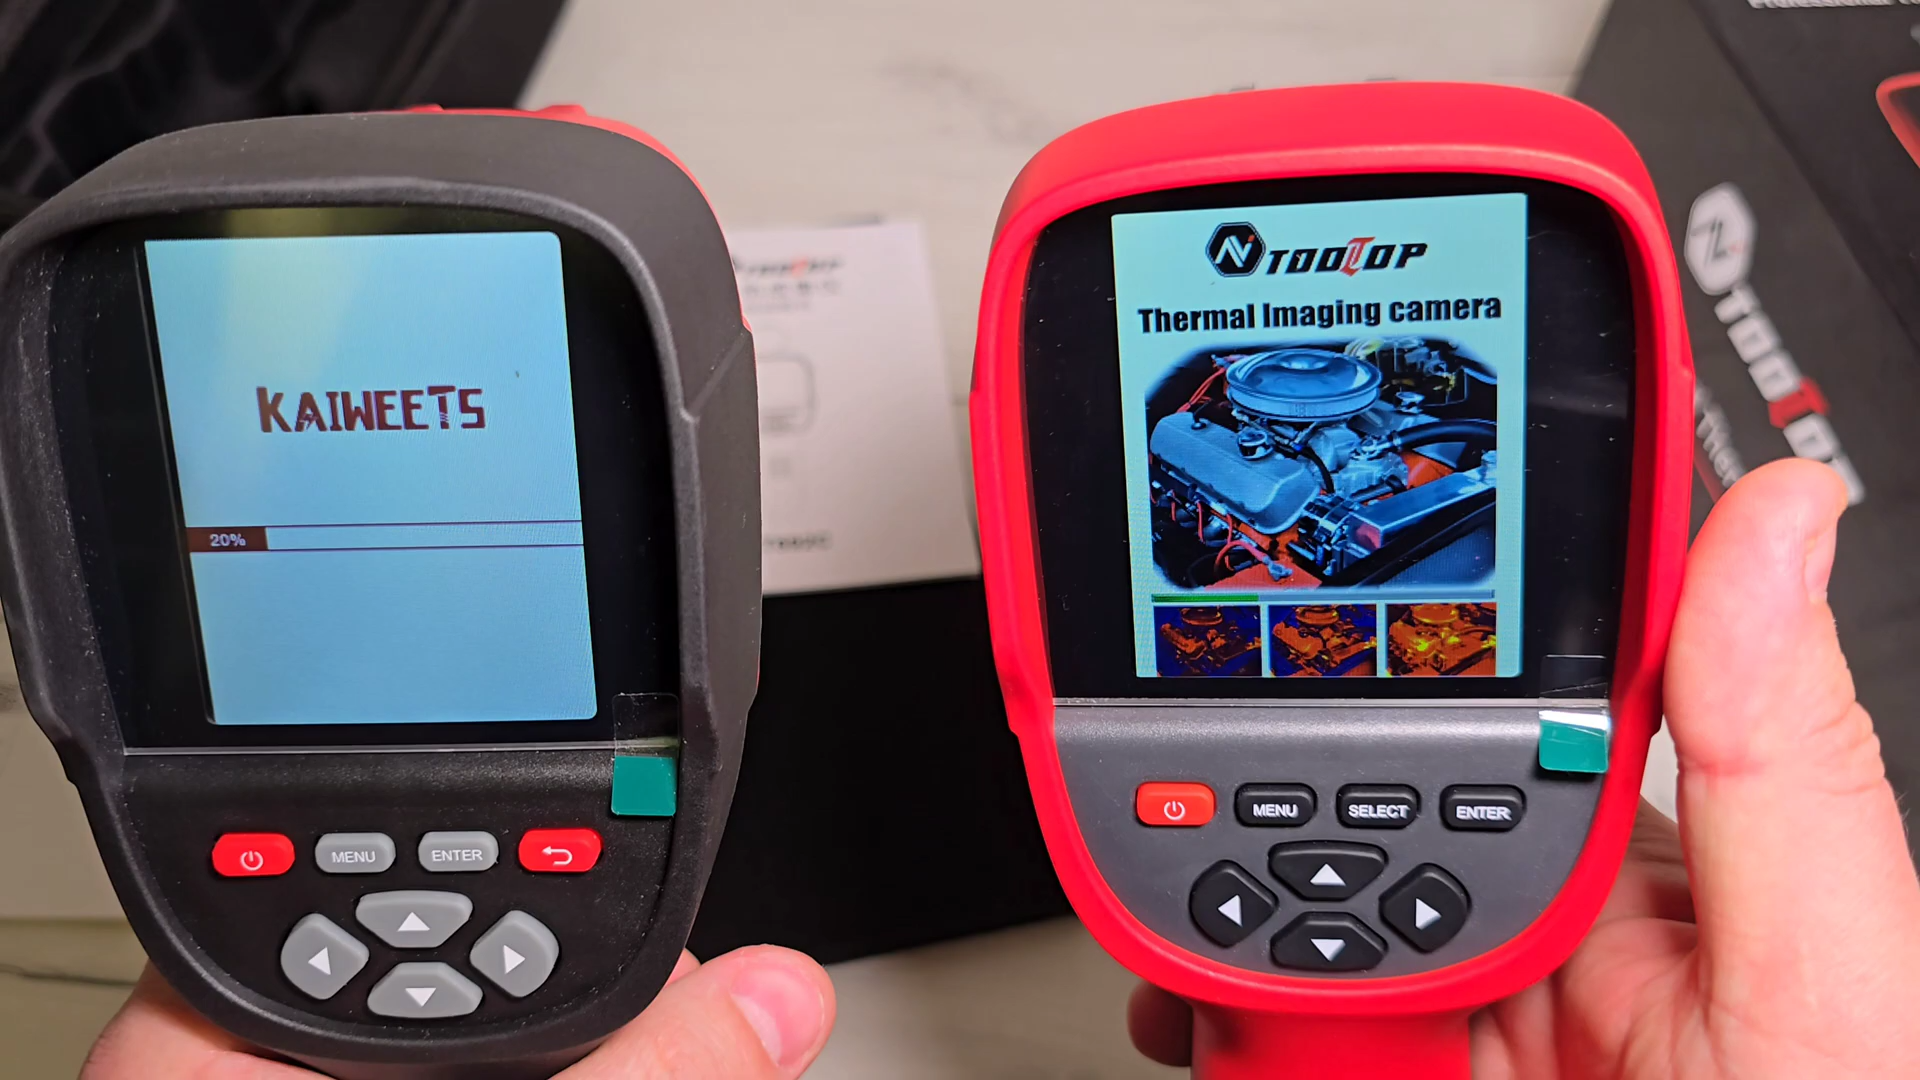 KAIWEETS
20%
MENU
ENTER
TOOLTOP
Thermal Imaging camera
MENU
SELECT
ENTER
TOOLTOP